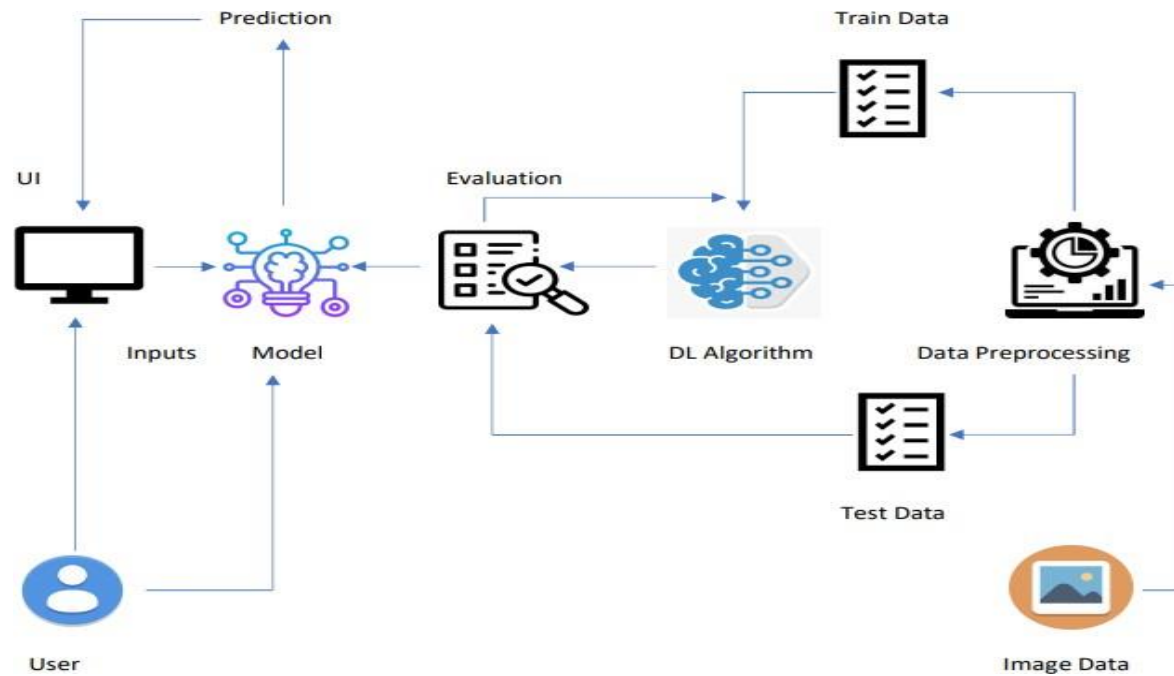 Prediction
Train Data
UI
Evaluation
Inputs
Model
DL Algorithm
Data Preprocessing
Test Data
User
Image Data